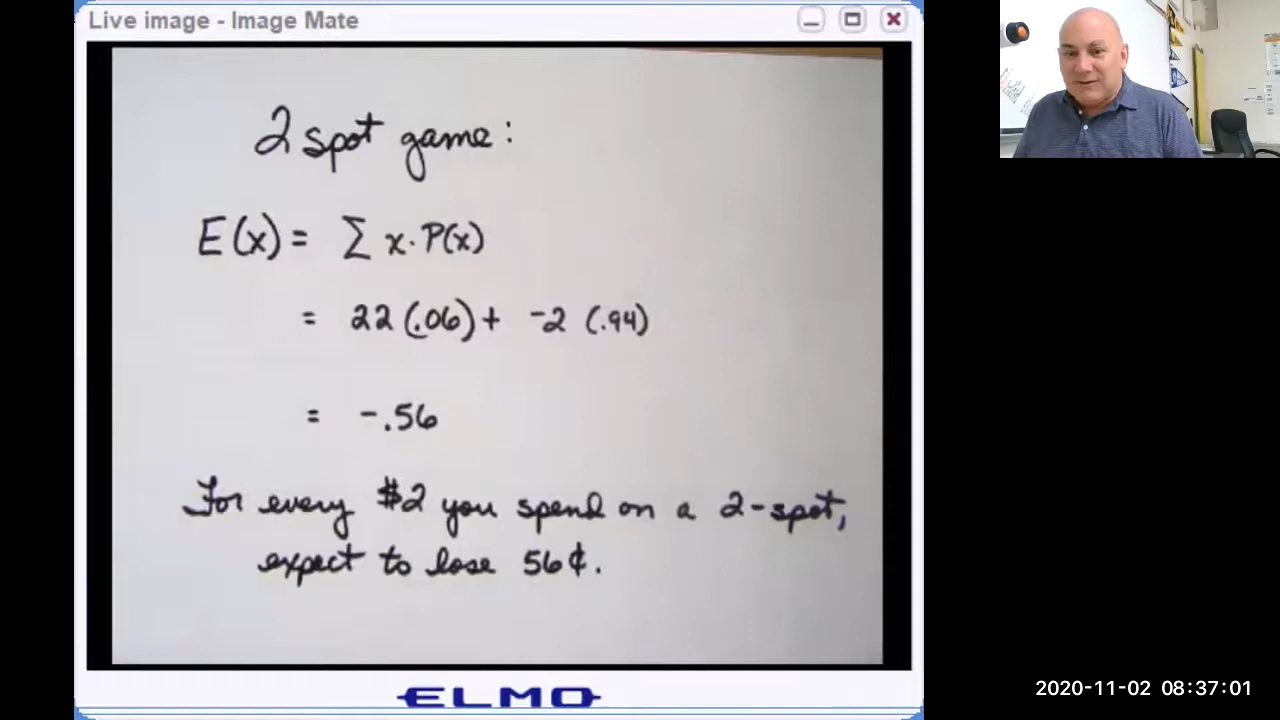 Live image - Image Mate
2 spot game:
E(x) = Σ x·P(x)
= 22 (.06) + -2 (.94)
= -.56
For every $2 you spend on a 2-spot,
expect to lose 56¢.
ELMO
2020-11-02 08:37:01